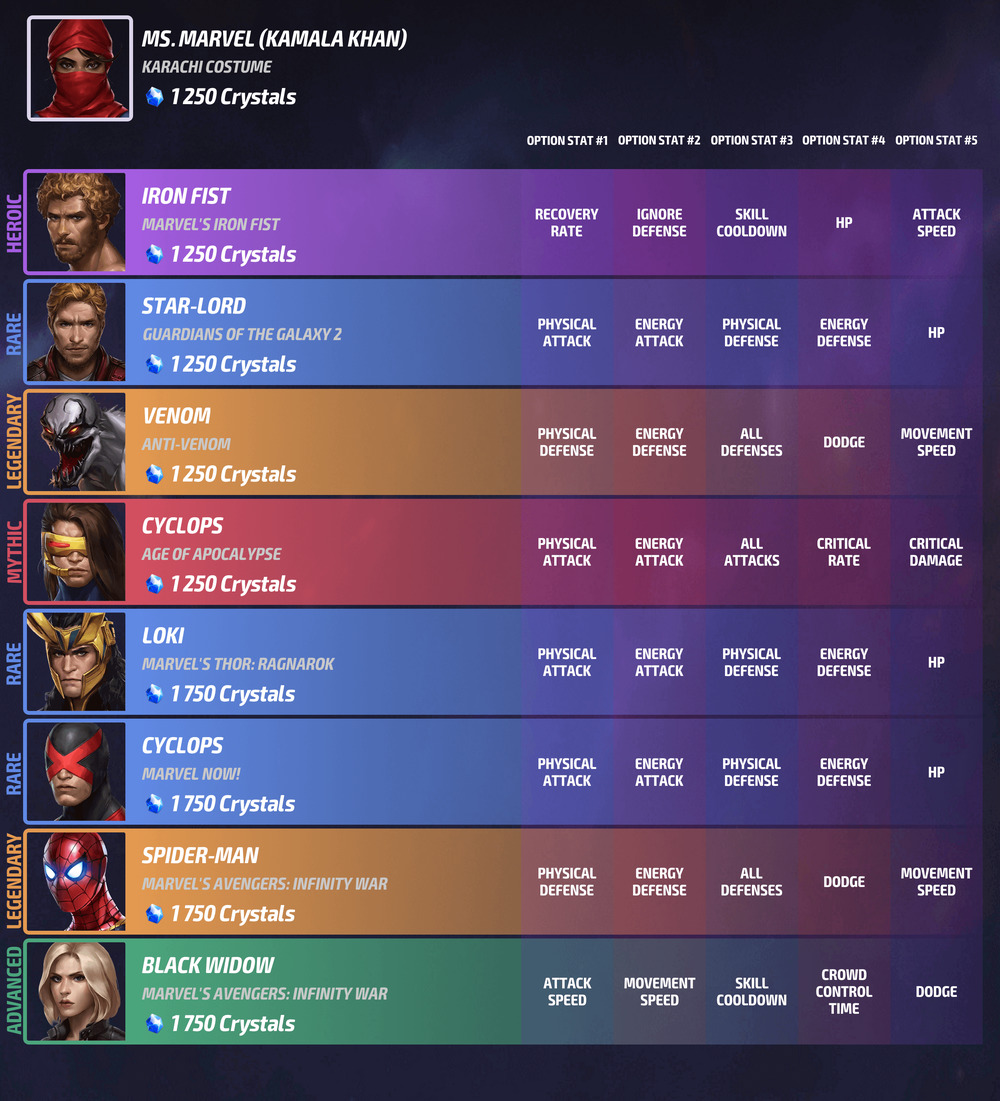 MS. MARVEL (KAMALA KHAN)
KARACHI COSTUME
1 250 Crystals
OPTION STAT #1 OPTION STAT #2 OPTION STAT #3 OPTION STAT #4 OPTION STAT #5
HEROIC
IRON FIST
MARVEL'S IRON FIST
1 250 Crystals
RECOVERY
RATE
IGNORE
DEFENSE
SKILL
COOLDOWN
HP
ATTACK
SPEED
RARE
STAR-LORD
GUARDIANS OF THE GALAXY 2
1 250 Crystals
PHYSICAL
ATTACK
ENERGY
ATTACK
PHYSICAL
DEFENSE
ENERGY
DEFENSE
HP
LEGENDARY
VENOM
ANTI-VENOM
1 250 Crystals
PHYSICAL
DEFENSE
ENERGY
DEFENSE
ALL
DEFENSES
DODGE
MOVEMENT
SPEED
MYTHIC
CYCLOPS
AGE OF APOCALYPSE
1 250 Crystals
PHYSICAL
ATTACK
ENERGY
ATTACK
ALL
ATTACKS
CRITICAL
RATE
CRITICAL
DAMAGE
RARE
LOKI
MARVEL'S THOR: RAGNAROK
1 750 Crystals
PHYSICAL
ATTACK
ENERGY
ATTACK
PHYSICAL
DEFENSE
ENERGY
DEFENSE
HP
RARE
CYCLOPS
MARVEL NOW!
1 750 Crystals
PHYSICAL
ATTACK
ENERGY
ATTACK
PHYSICAL
DEFENSE
ENERGY
DEFENSE
HP
LEGENDARY
SPIDER-MAN
MARVEL'S AVENGERS: INFINITY WAR
1 750 Crystals
PHYSICAL
DEFENSE
ENERGY
DEFENSE
ALL
DEFENSES
DODGE
MOVEMENT
SPEED
ADVANCED
BLACK WIDOW
MARVEL'S AVENGERS: INFINITY WAR
1 750 Crystals
ATTACK
SPEED
MOVEMENT
SPEED
SKILL
COOLDOWN
CROWD
CONTROL
TIME
DODGE